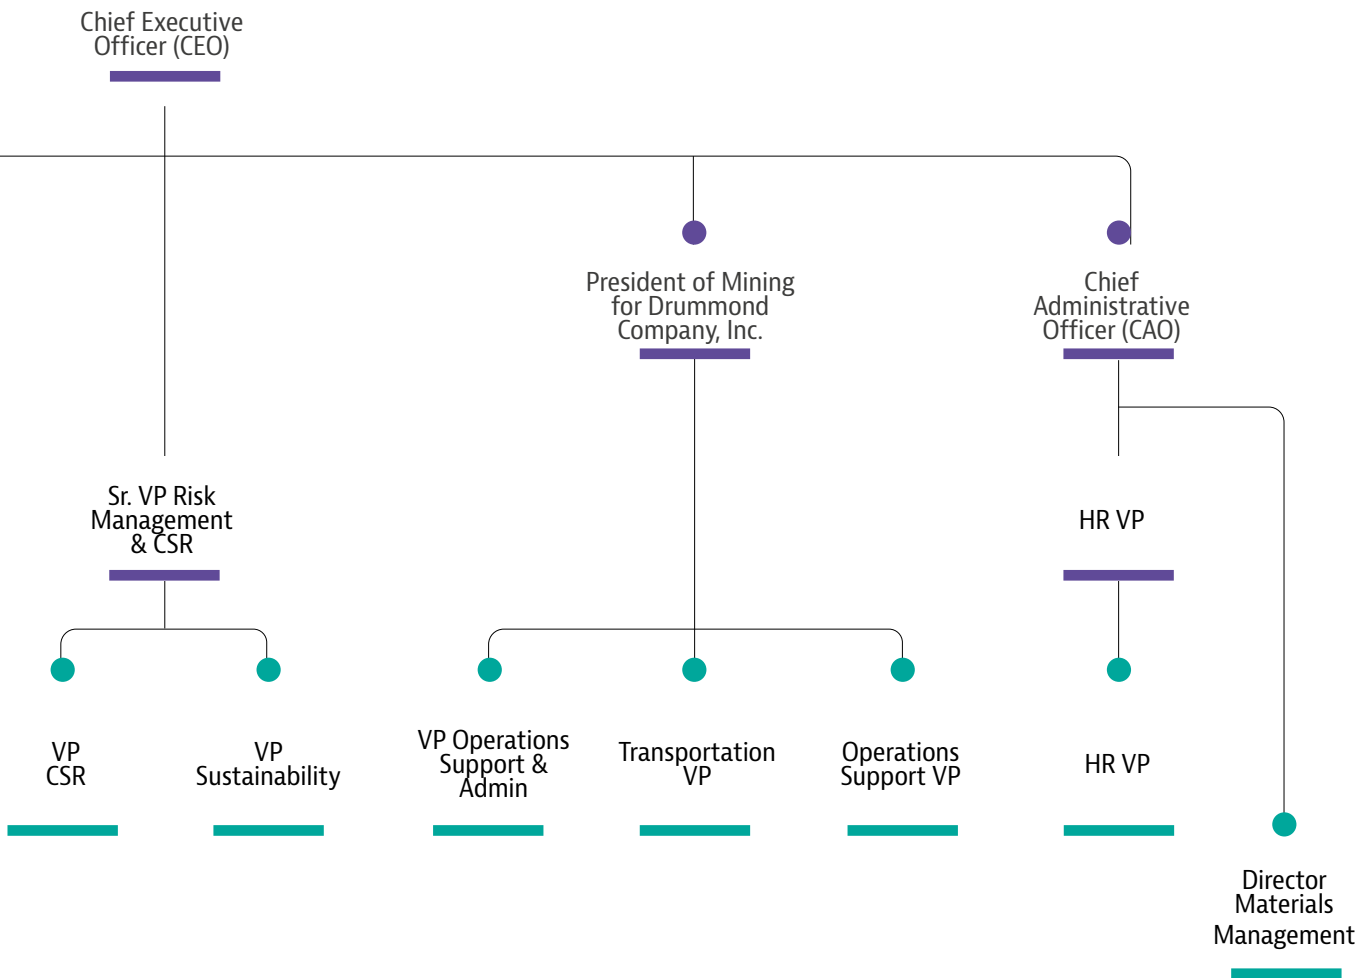 Chief Executive
Officer (CEO)
President of Mining
for Drummond
Company, Inc.
Chief
Administrative
Officer (CAO)
Sr. VP Risk
Management
& CSR
HR VP
VP
CSR
VP
Sustainability
VP Operations
Support &
Admin
Transportation
VP
Operations
Support VP
HR VP
Director
Materials
Management